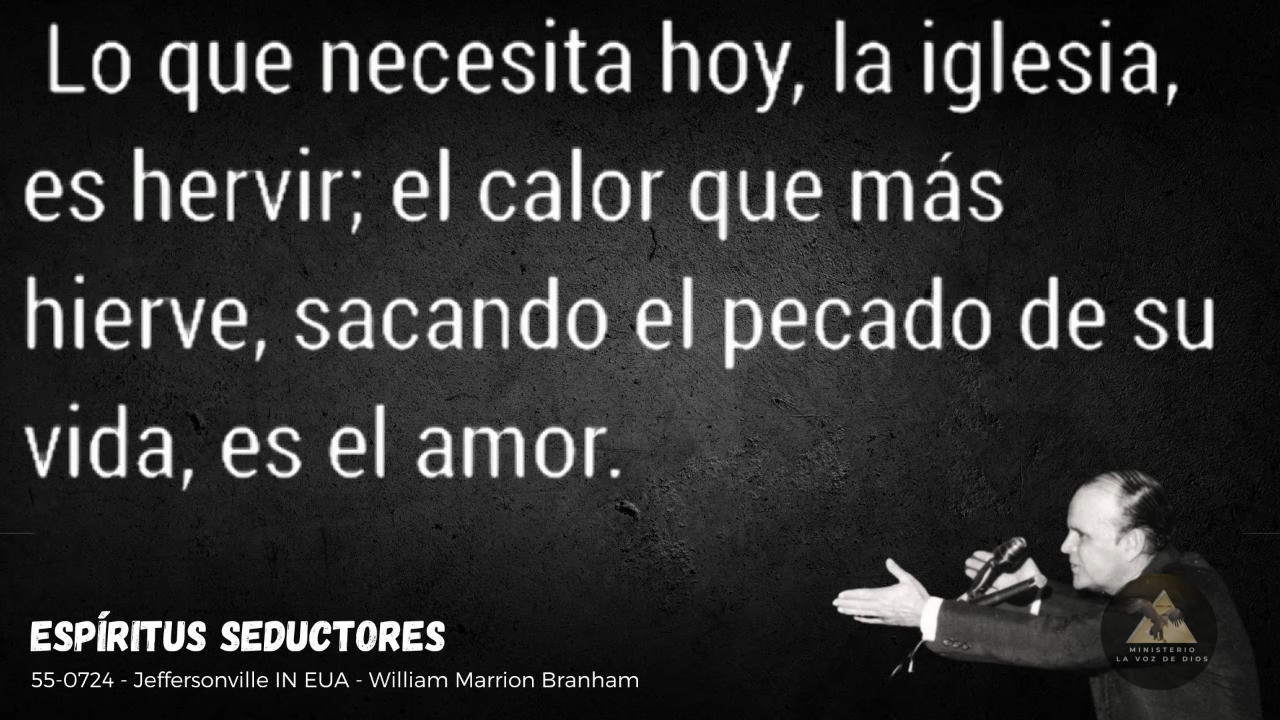 Lo que necesita hoy, la iglesia,
es hervir; el calor que más
hierve, sacando el pecado de su
vida, es el amor.
ESPÍRITUS SEDUCTORES
55-0724 - Jeffersonville IN EUA - William Marrion Branham
MINISTERIO
LA VOZ DE DIOS